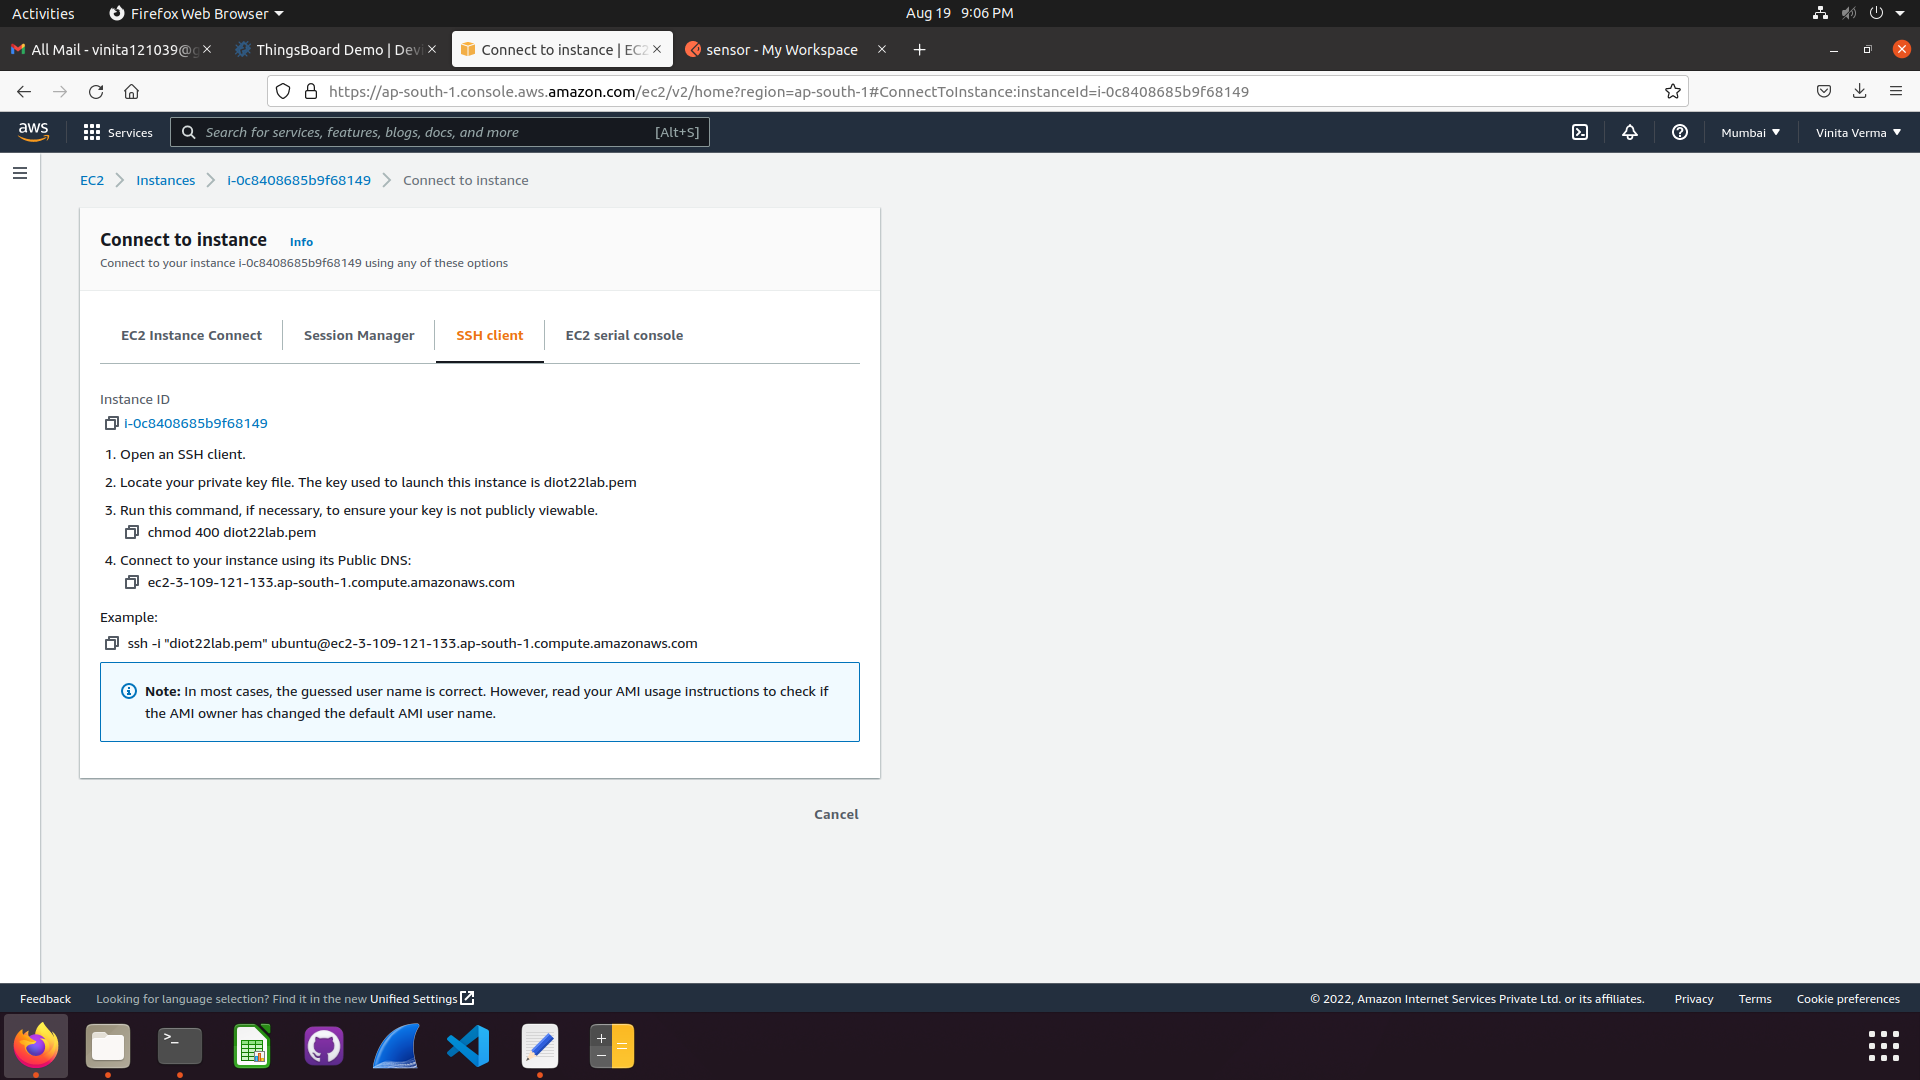 Activities
Firefox Web Browser
Aug 19 9:06 PM
All Mail - vinita121039@g
ThingsBoard Demo | Devi
Connect to instance | EC2
sensor - My Workspace
https://ap-south-1.console.aws.amazon.com/ec2/v2/home?region=ap-south-1#ConnectToInstance:instanceId=i-0c8408685b9f68149
aws
Services
Search for services, features, blogs, docs, and more
[Alt+S]
Mumbai
Vinita Verma
EC2
Instances
i-0c8408685b9f68149
Connect to instance
Connect to instance
Info
Connect to your instance i-0c8408685b9f68149 using any of these options
EC2 Instance Connect
Session Manager
SSH client
EC2 serial console
Instance ID
i-0c8408685b9f68149
1. Open an SSH client.
2. Locate your private key file. The key used to launch this instance is diot22lab.pem
3. Run this command, if necessary, to ensure your key is not publicly viewable.
chmod 400 diot22lab.pem
4. Connect to your instance using its Public DNS:
ec2-3-109-121-133.ap-south-1.compute.amazonaws.com
Example:
ssh -i "diot22lab.pem" ubuntu@ec2-3-109-121-133.ap-south-1.compute.amazonaws.com
Note: In most cases, the guessed user name is correct. However, read your AMI usage instructions to check if
the AMI owner has changed the default AMI user name.
Cancel
Feedback
Looking for language selection? Find it in the new Unified Settings
© 2022, Amazon Internet Services Private Ltd. or its affiliates.
Privacy
Terms
Cookie preferences